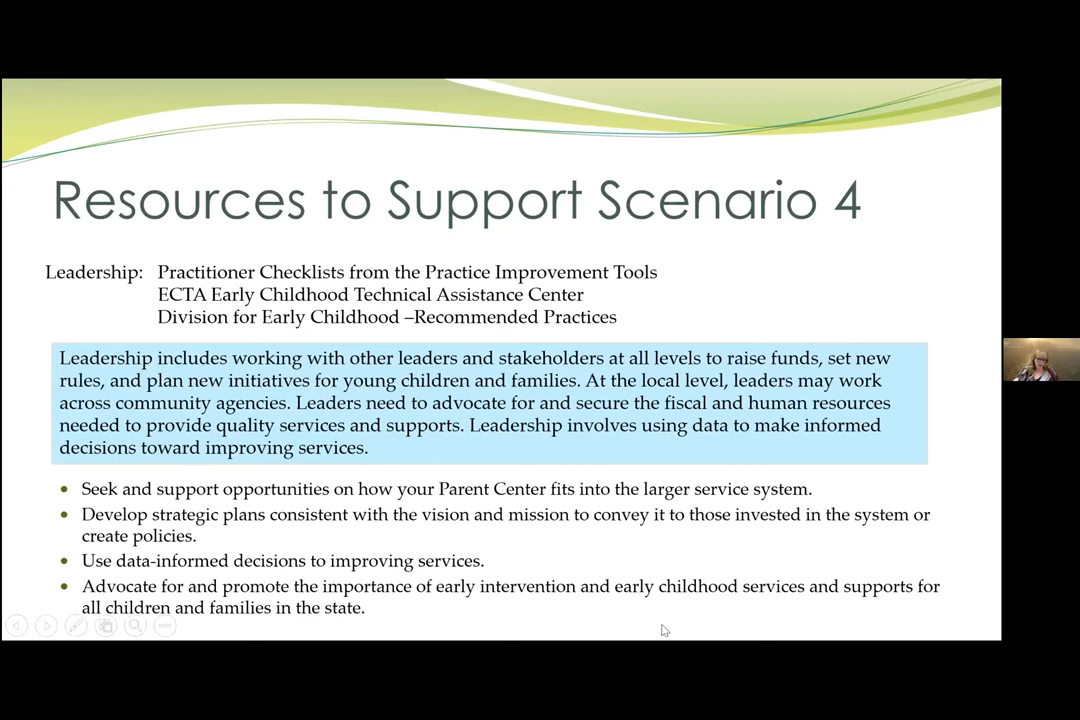 Resources to Support Scenario 4
Leadership: Practitioner Checklists from the Practice Improvement Tools
ECTA Early Childhood Technical Assistance Center
Division for Early Childhood –Recommended Practices
Leadership includes working with other leaders and stakeholders at all levels to raise funds, set new
rules, and plan new initiatives for young children and families. At the local level, leaders may work
across community agencies. Leaders need to advocate for and secure the fiscal and human resources
needed to provide quality services and supports. Leadership involves using data to make informed
decisions toward improving services.
• Seek and support opportunities on how your Parent Center fits into the larger service system.
• Develop strategic plans consistent with the vision and mission to convey it to those invested in the system or
create policies.
• Use data-informed decisions to improving services.
• Advocate for and promote the importance of early intervention and early childhood services and supports for
all children and families in the state.